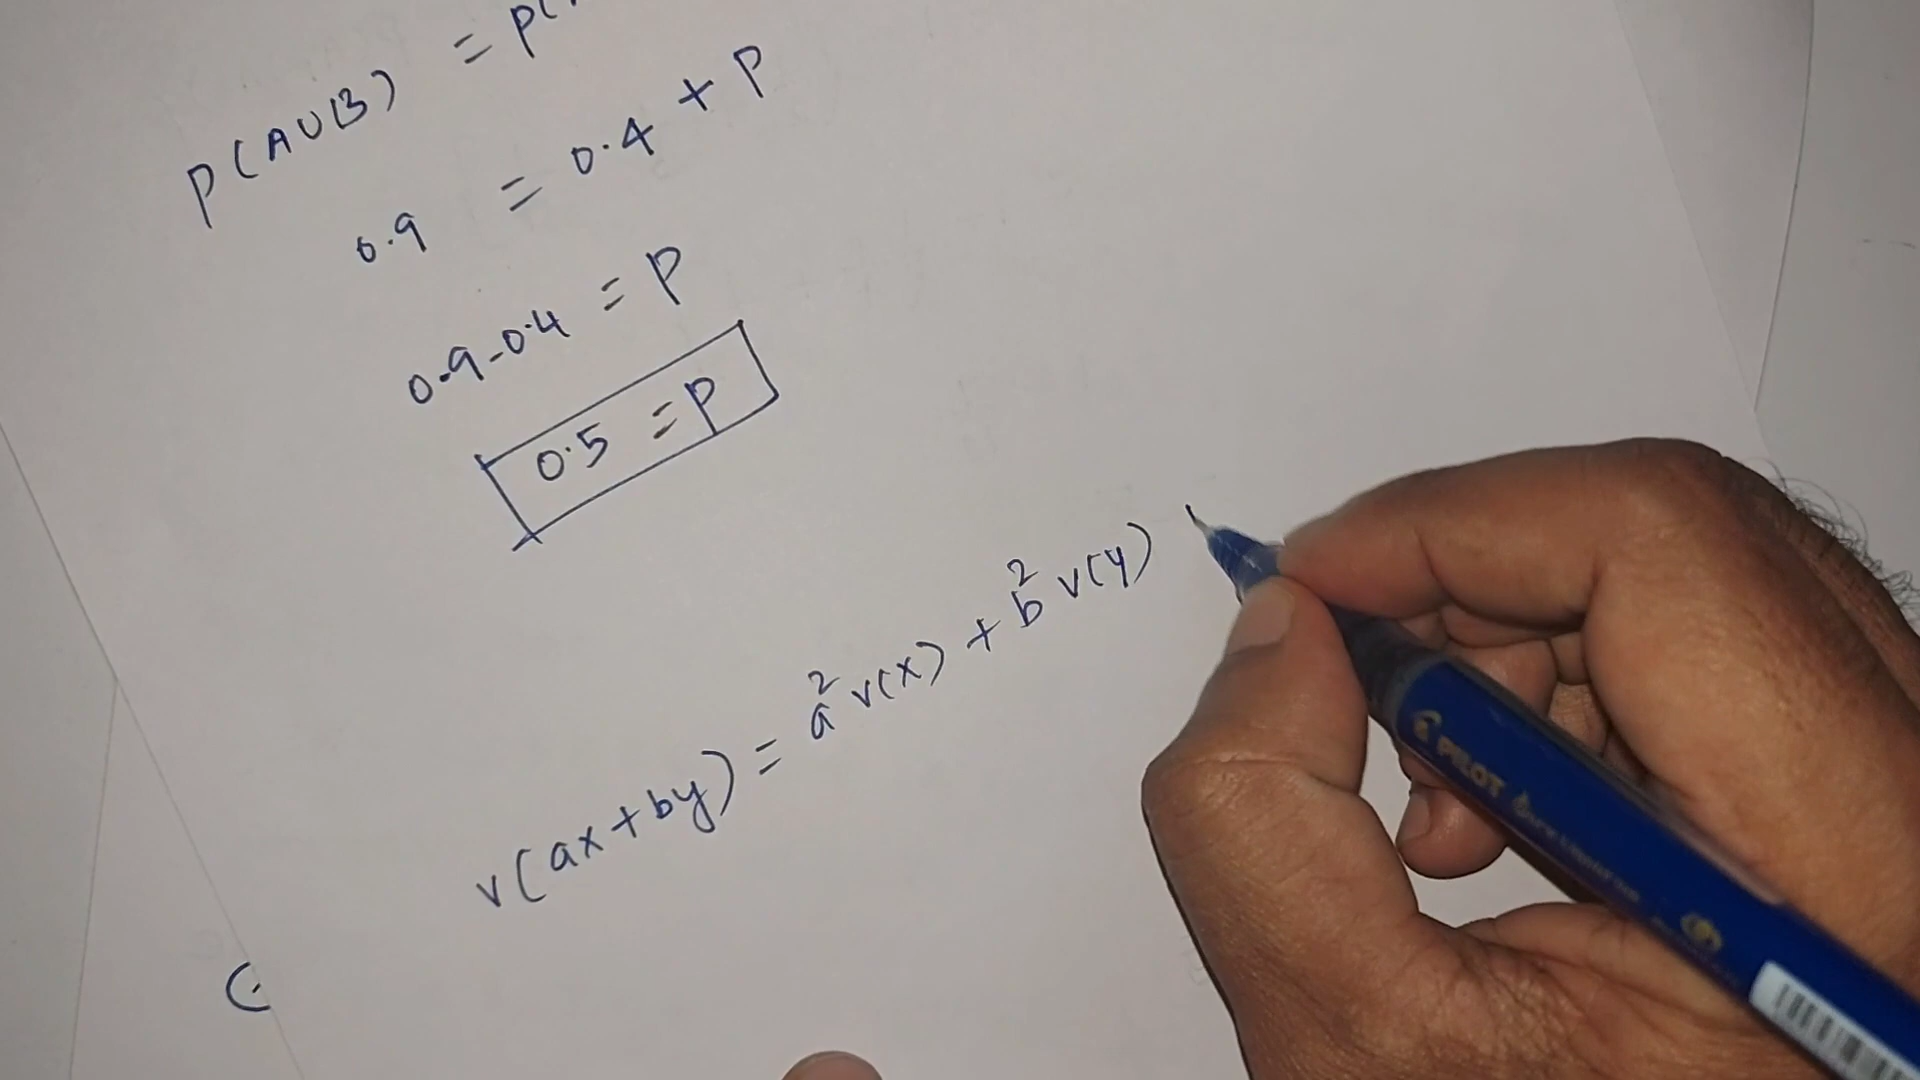 P(AUB) = P(
0.9 = 0.4 + P
0.9-0.4 = P
0.5 = P
v(ax+by) = a² v(x) + b² v(y)
PILOT